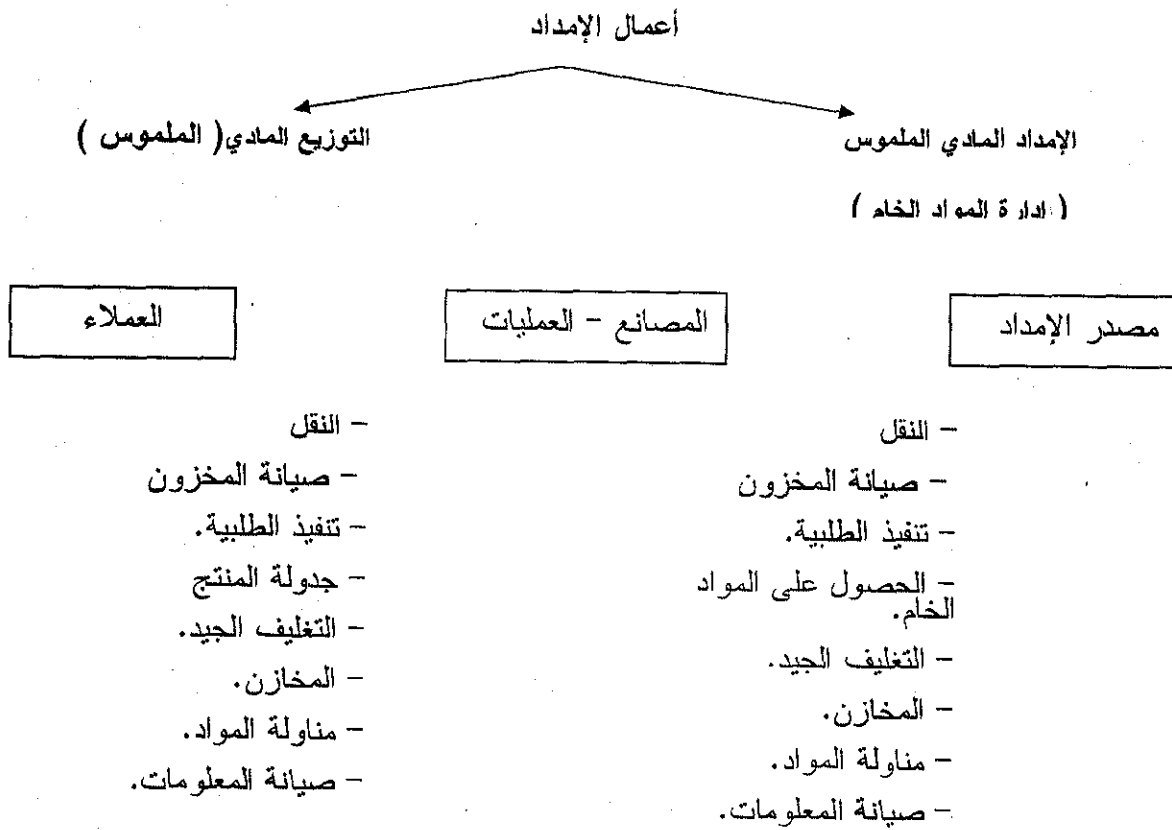 أعمال الإمداد
الإمداد المادي الملموس
التوزيع المادي( الملموس )
( إدارة المواد الخام )
مصدر الإمداد
المصانع – العمليات
العملاء
– النقل
– صيانة المخزون
– تنفيذ الطلبية.
– الحصول على المواد
الخام.
– التغليف الجيد.
– المخازن.
– مناولة المواد.
– صيانة المعلومات.
– النقل
– صيانة المخزون
– تنفيذ الطلبية.
– جدولة المنتج
– التغليف الجيد.
– المخازن.
– مناولة المواد.
– صيانة المعلومات.